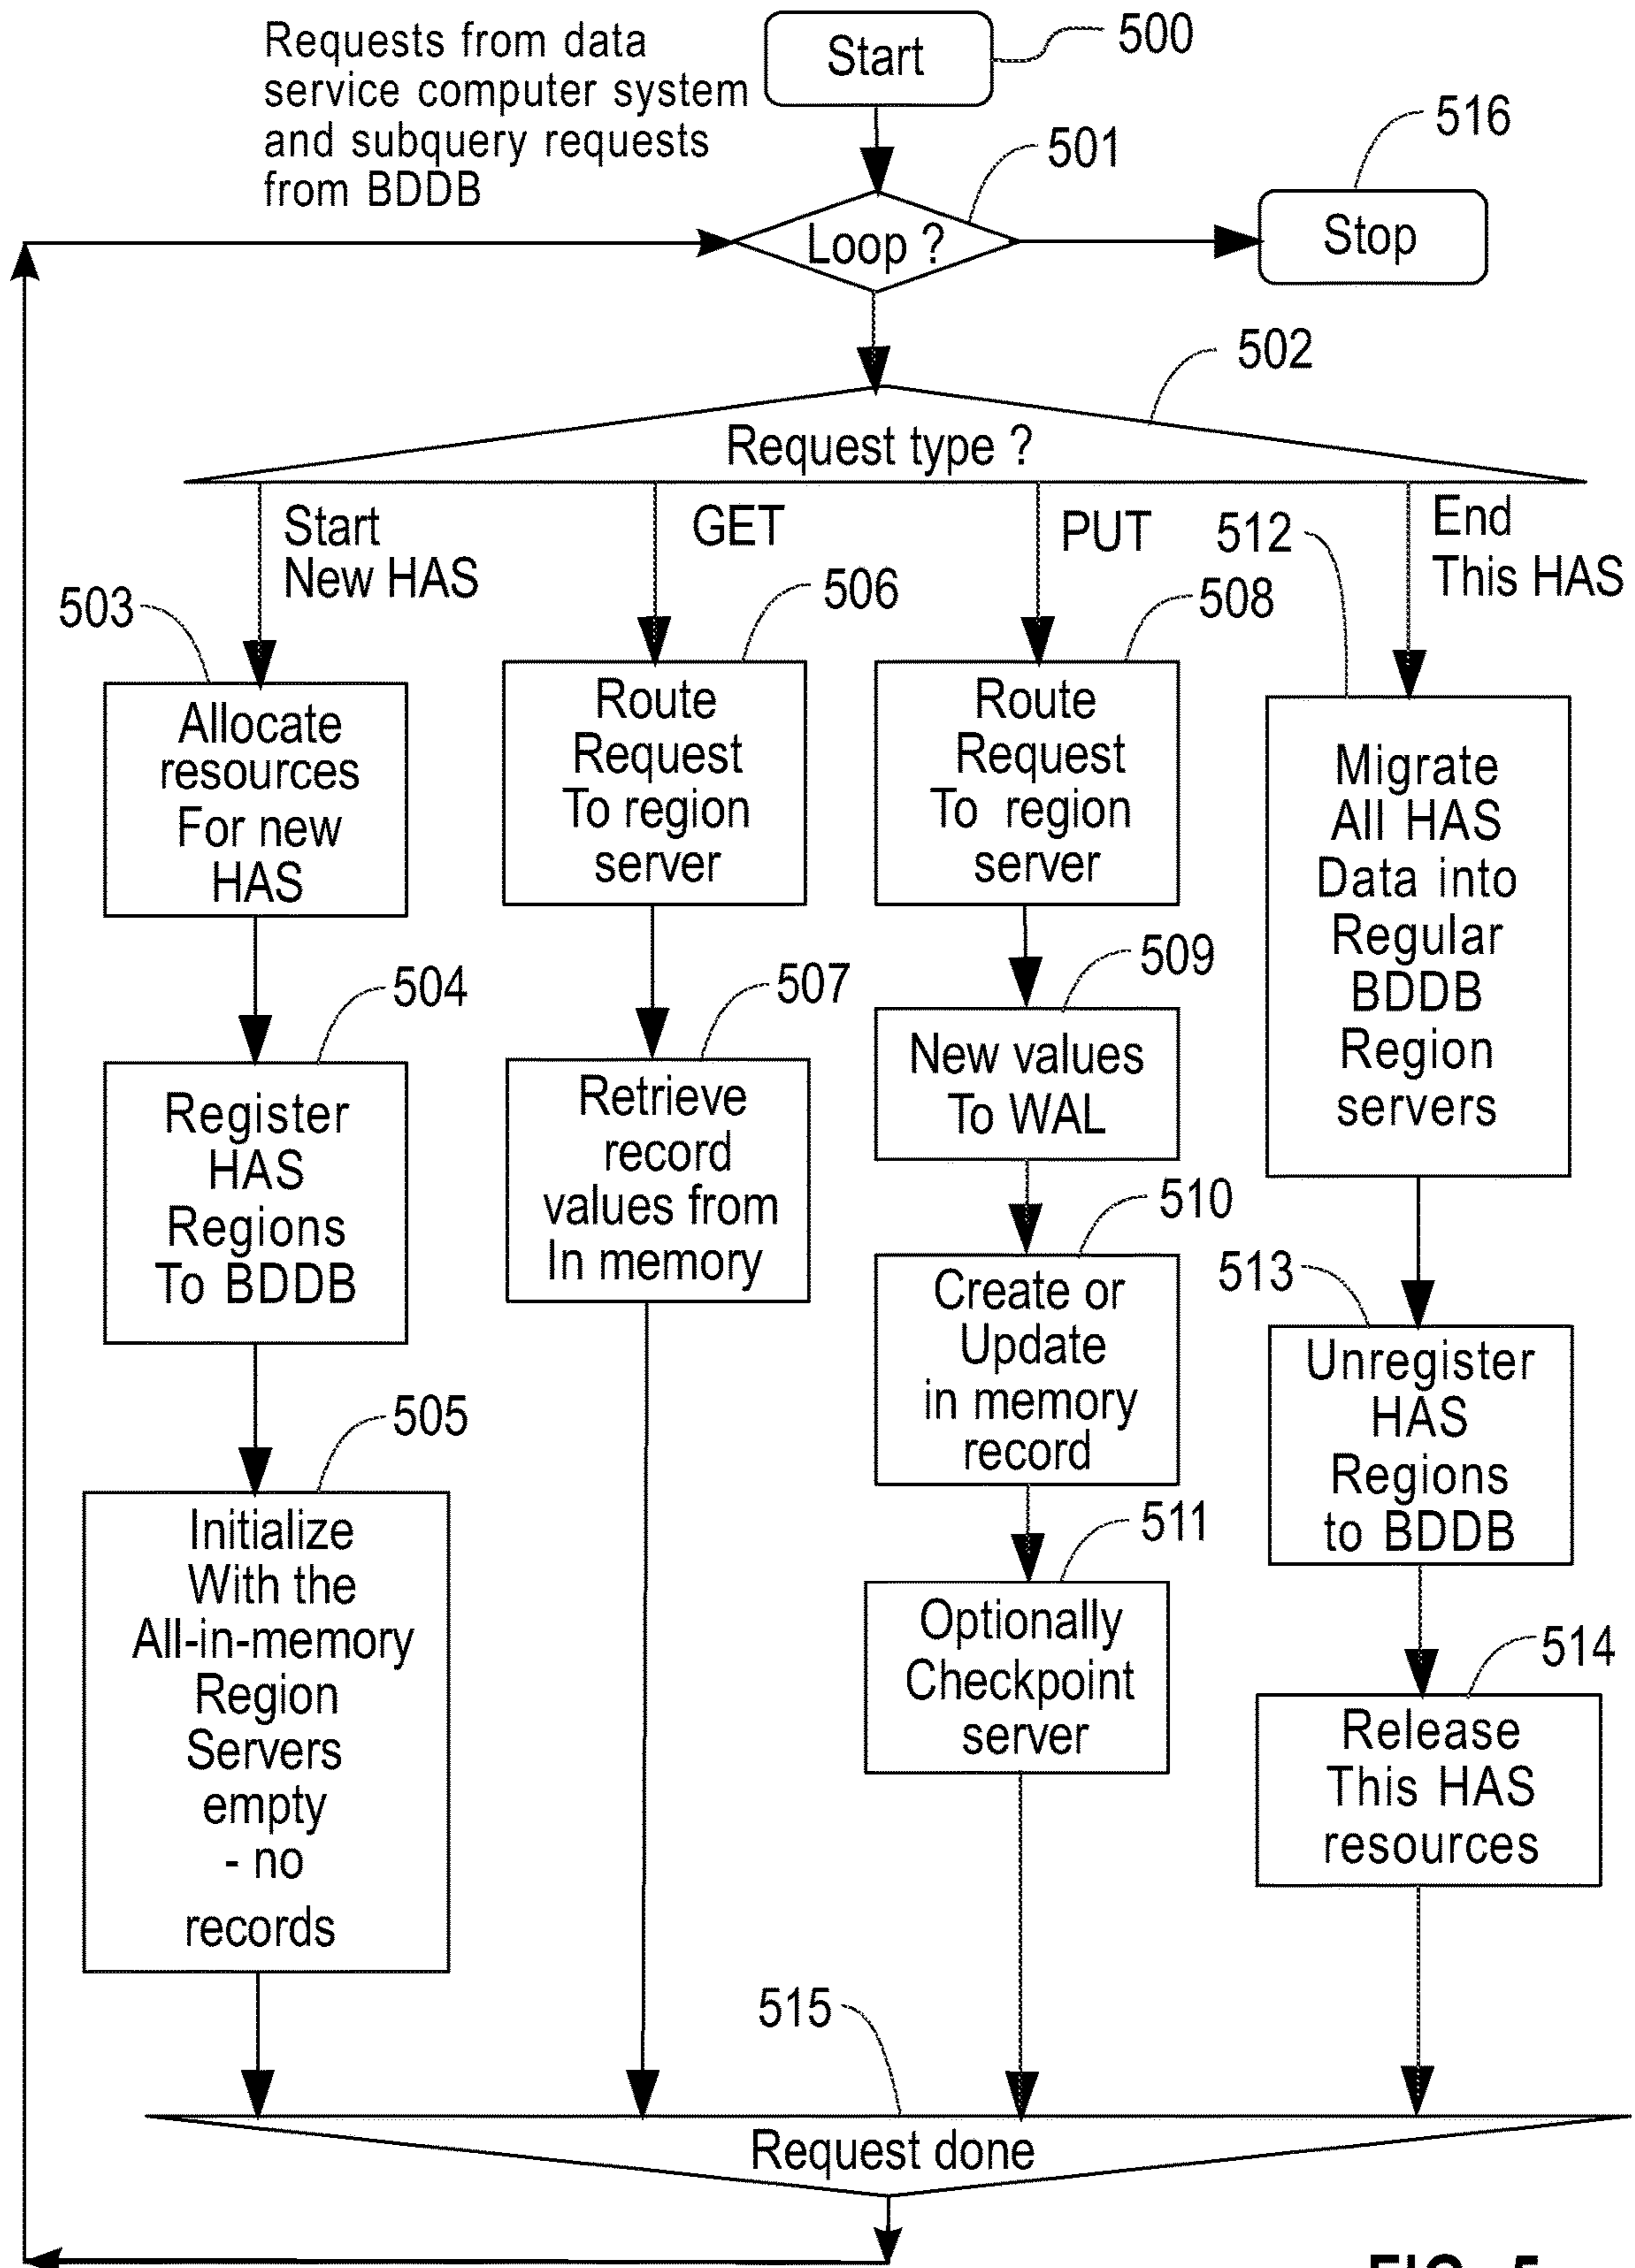 Requests from data
service computer system
and subquery requests
from BDDB
Start
500
501
516
Loop ?
Stop
502
Request type ?
Start
New HAS
GET
PUT
End
This HAS
503
Allocate
resources
For new
HAS
504
Register
HAS
Regions
To BDDB
505
Initialize
With the
All-in-memory
Region
Servers
empty
- no
records
506
Route
Request
To region
server
507
Retrieve
record
values from
In memory
508
Route
Request
To region
server
509
New values
To WAL
510
Create or
Update
in memory
record
511
Optionally
Checkpoint
server
512
Migrate
All HAS
Data into
Regular
BDDB
Region
servers
513
Unregister
HAS
Regions
to BDDB
514
Release
This HAS
resources
515
Request done
FIG. 5